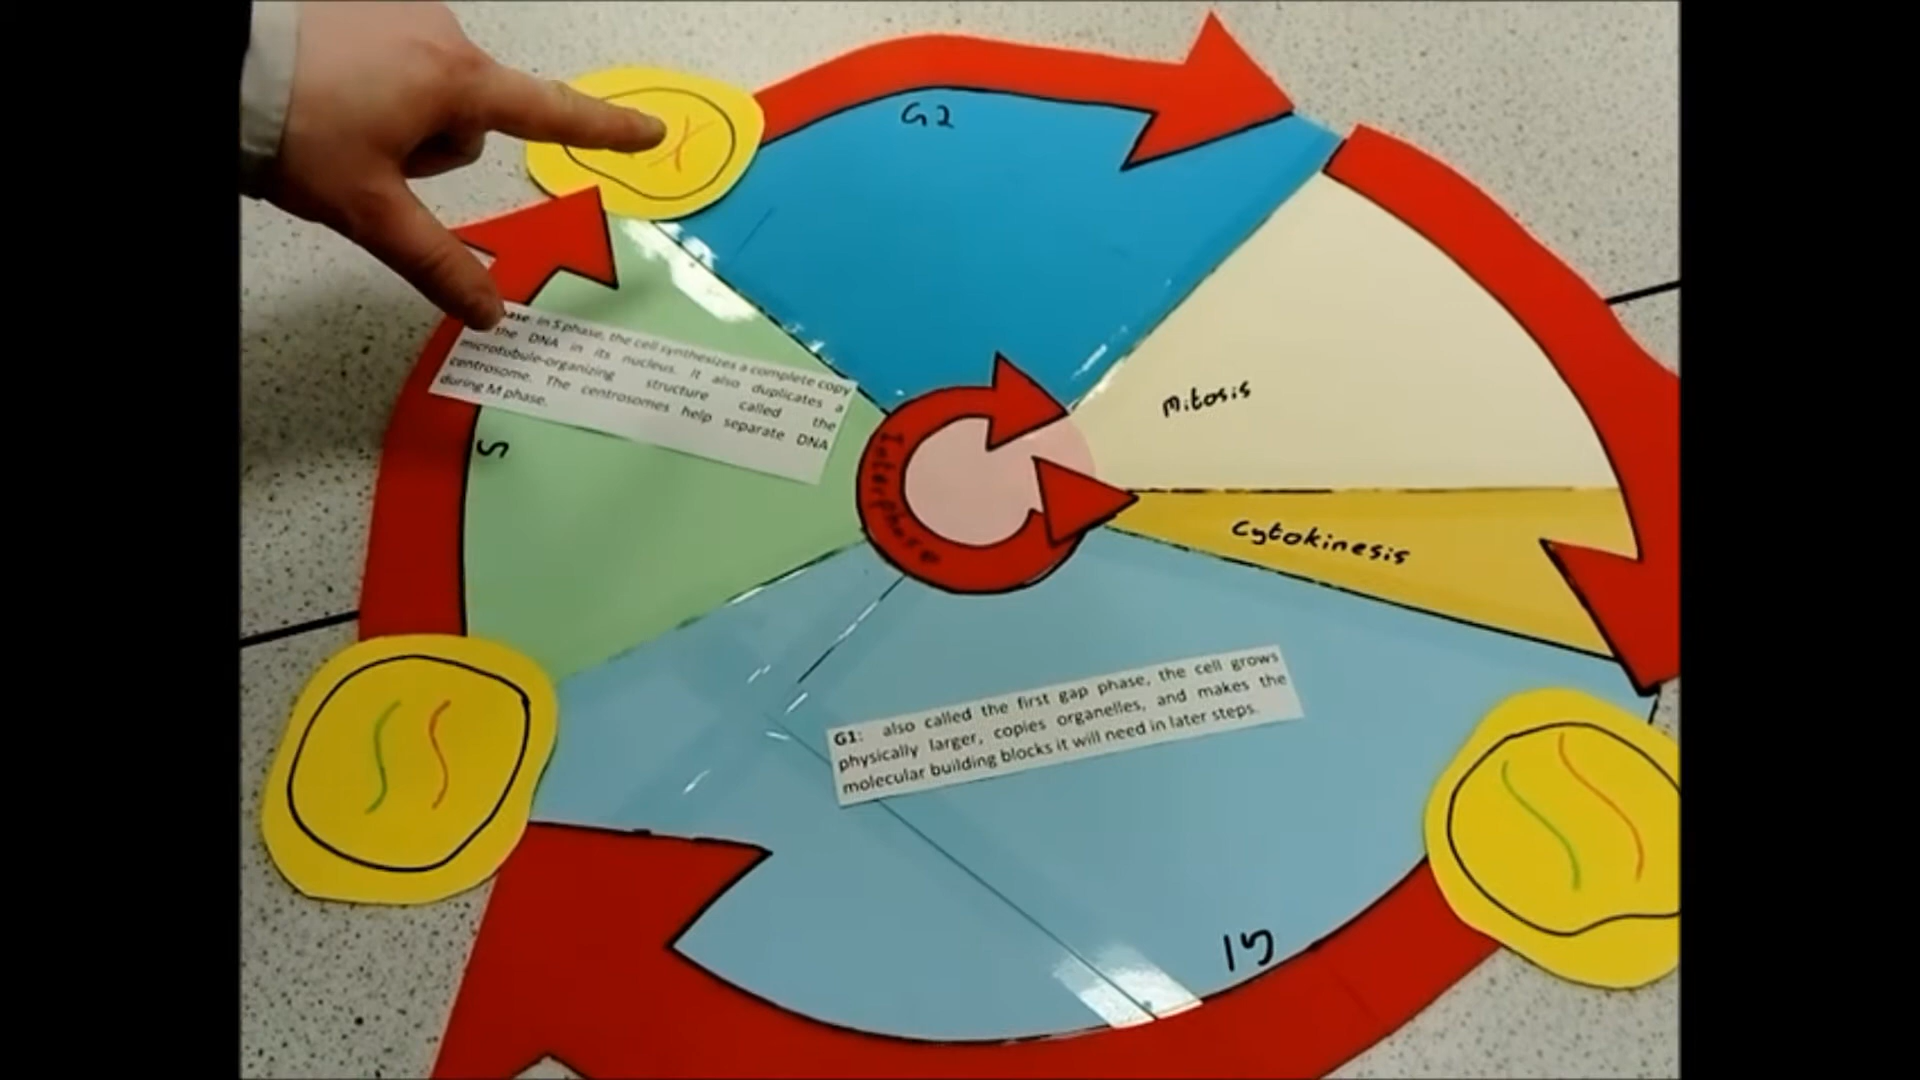 G2
ase: In S phase, the cell synthesizes a complete copy
the DNA in its nucleus. It also duplicates a
microtubule-organizing structure called the
centrosome. The centrosomes help separate DNA
during M phase.
S
Mitosis
Interphase
Cytokinesis
G1: also called the first gap phase, the cell grows
physically larger, copies organelles, and makes the
molecular building blocks it will need in later steps.
G1